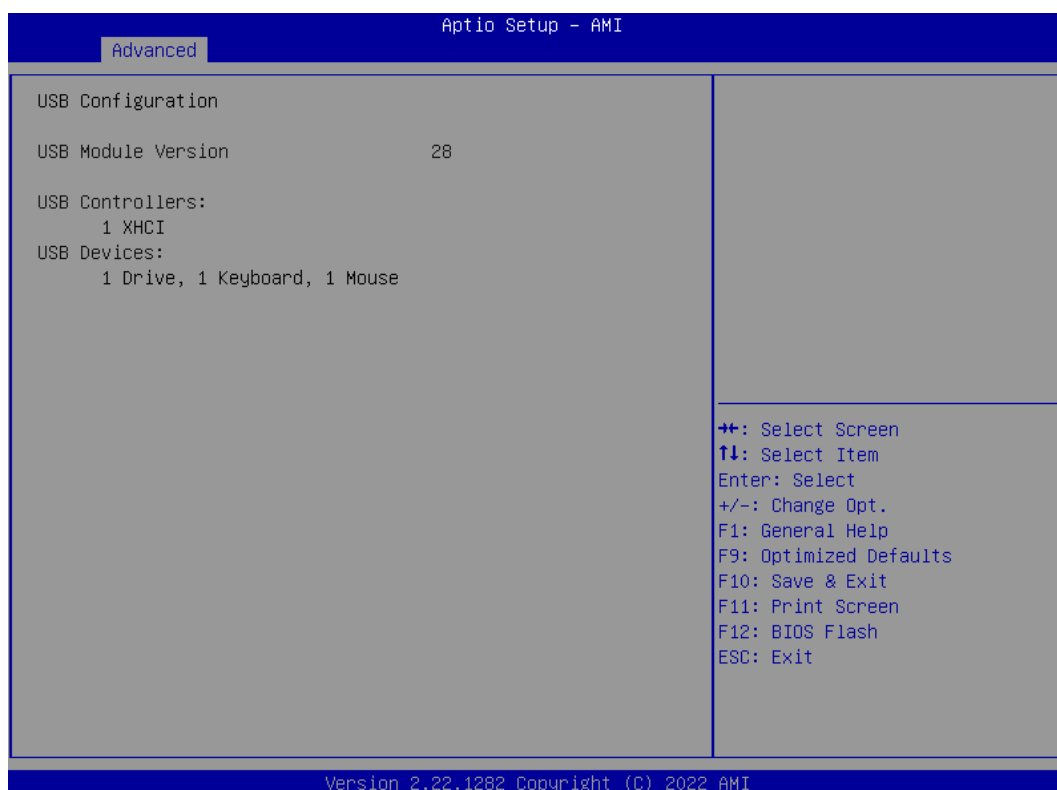 Aptio Setup – AMI
Advanced
USB Configuration
USB Module Version 28
USB Controllers:
1 XHCI
USB Devices:
1 Drive, 1 Keyboard, 1 Mouse
→←: Select Screen
↑↓: Select Item
Enter: Select
+/-: Change Opt.
F1: General Help
F9: Optimized Defaults
F10: Save & Exit
F11: Print Screen
F12: BIOS Flash
ESC: Exit
Version 2.22.1282 Copyright (C) 2022 AMI